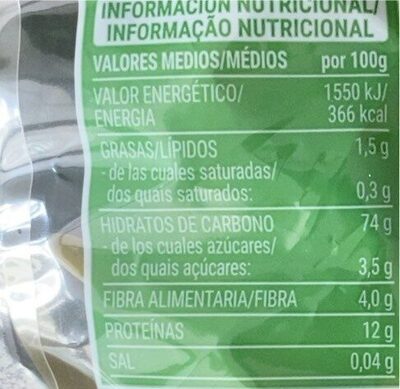 INFORMACIÓN NUTRICIONAL/
INFORMAÇÃO NUTRICIONAL
VALORES MEDIOS/MÉDIOS por 100g
VALOR ENERGÉTICO/ 1550 kJ/
ENERGIA 366 kcal
GRASAS/LÍPIDOS 1,5 g
- de las cuales saturadas/
dos quais saturados: 0,3 g
HIDRATOS DE CARBONO 74 g
- de los cuales azúcares/
dos quais açúcares: 3,5 g
FIBRA ALIMENTARIA/FIBRA 4,0 g
PROTEÍNAS 12 g
SAL 0,04 g